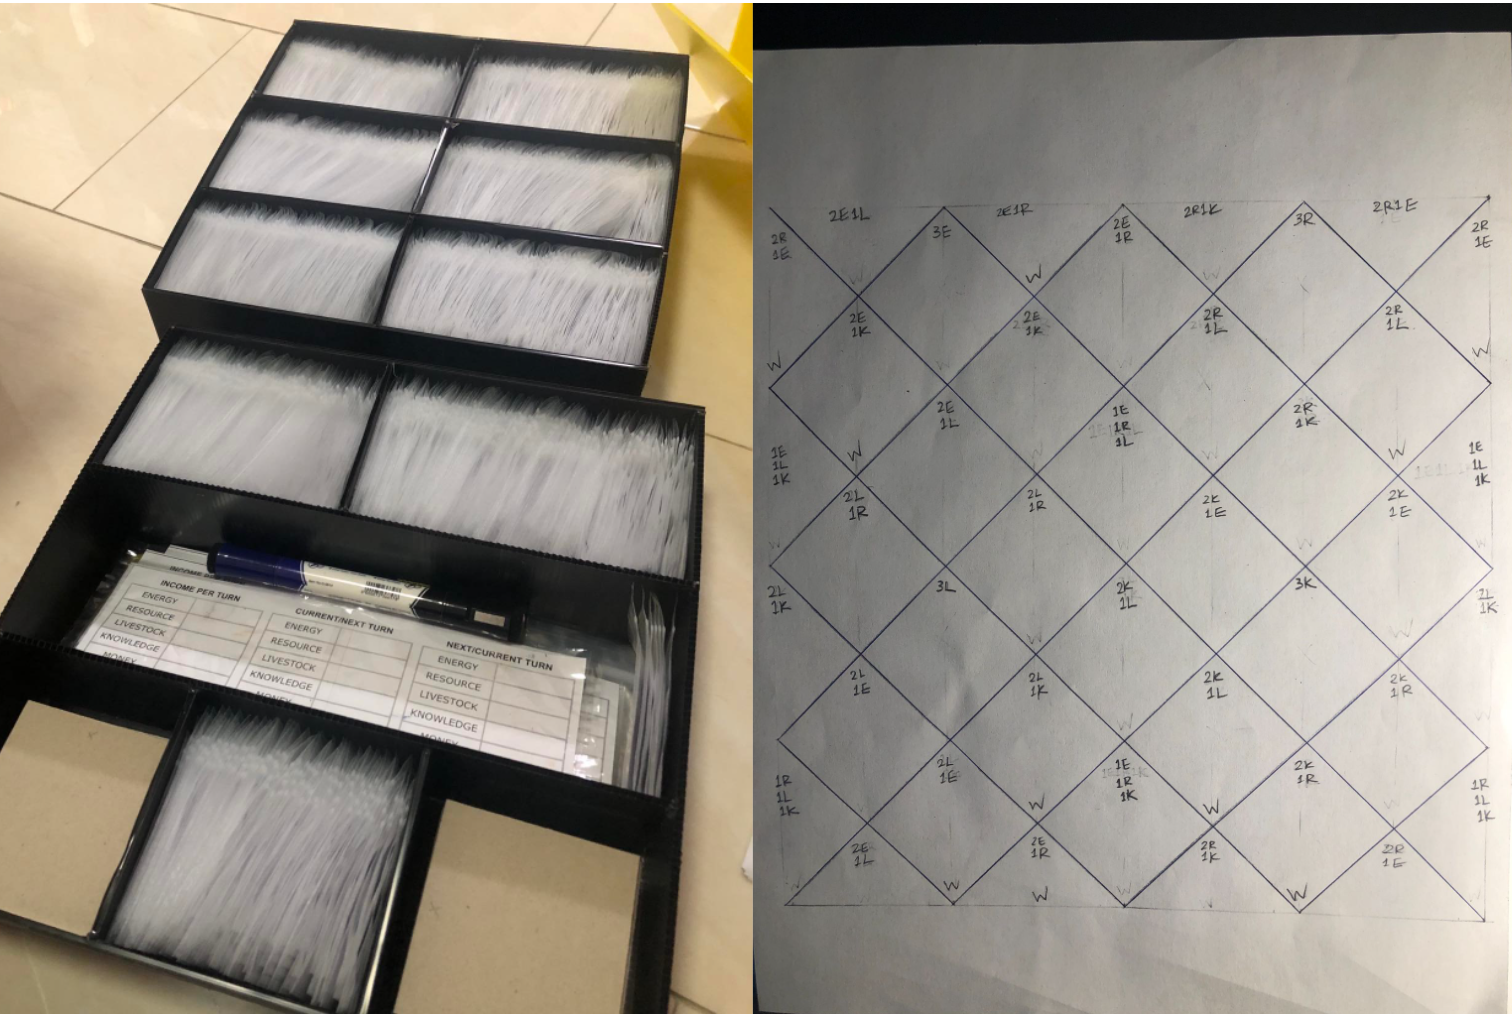 INCOME PER TURN
ENERGY
RESOURCE
LIVESTOCK
KNOWLEDGE
MONEY
CURRENT/NEXT TURN
ENERGY
RESOURCE
LIVESTOCK
KNOWLEDGE
MONEY
NEXT/CURRENT TURN
ENERGY
RESOURCE
LIVESTOCK
KNOWLEDGE
MONEY
2E1L
2E1R
2R1K
2R1E
2R
1E
3E
2E
1R
3R
2R
1E
W
W
W
2E
1K
2E
1K
2R
1L
2R
1L
W
W
W
W
2E
1L
1E
1R
1L
2R
1K
1E
1L
1K
W
W
W
1E
1L
1K
2L
1R
2L
1R
2K
1E
2K
1E
W
W
W
2L
1K
3L
2K
1L
3K
2L
1K
W
W
2L
1E
2L
1K
2K
1L
2K
1R
W
W
2L
1E
1E
1R
1K
2K
1R
1R
1L
1K
W
W
1R
1L
1K
2E
1L
2E
1R
2R
1K
2R
1E
W
W
W
W